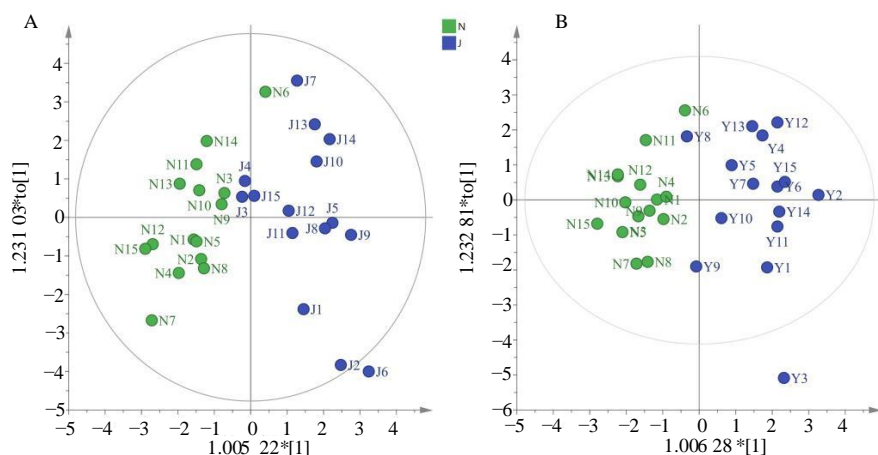 A
N
J
B
1.231 03*to[1]
4
3
2
1
0
−1
−2
−3
−4
−5
−5 −4 −3 −2 −1 0 1 2 3 4
1.005 22*[1]
J7
N6
J13
J14
N14
J10
N11
J4
N13
N3
J15
N10
J3
N9
J12
J5
J8
J11
J9
N12
N1
N5
N15
N2
N4
N8
J1
N7
J2
J6
1.232 81*to[1]
4
3
2
1
0
−1
−2
−3
−4
−5
−6
−5 −4 −3 −2 −1 0 1 2 3 4
1.006 28 *[1]
N6
Y13
Y12
N11
Y8
Y4
N14
N12
Y5
Y15
N4
Y7
Y6
Y2
N10
N1
N9
Y14
N15
N2
Y10
Y11
N7
N8
Y9
Y1
Y3